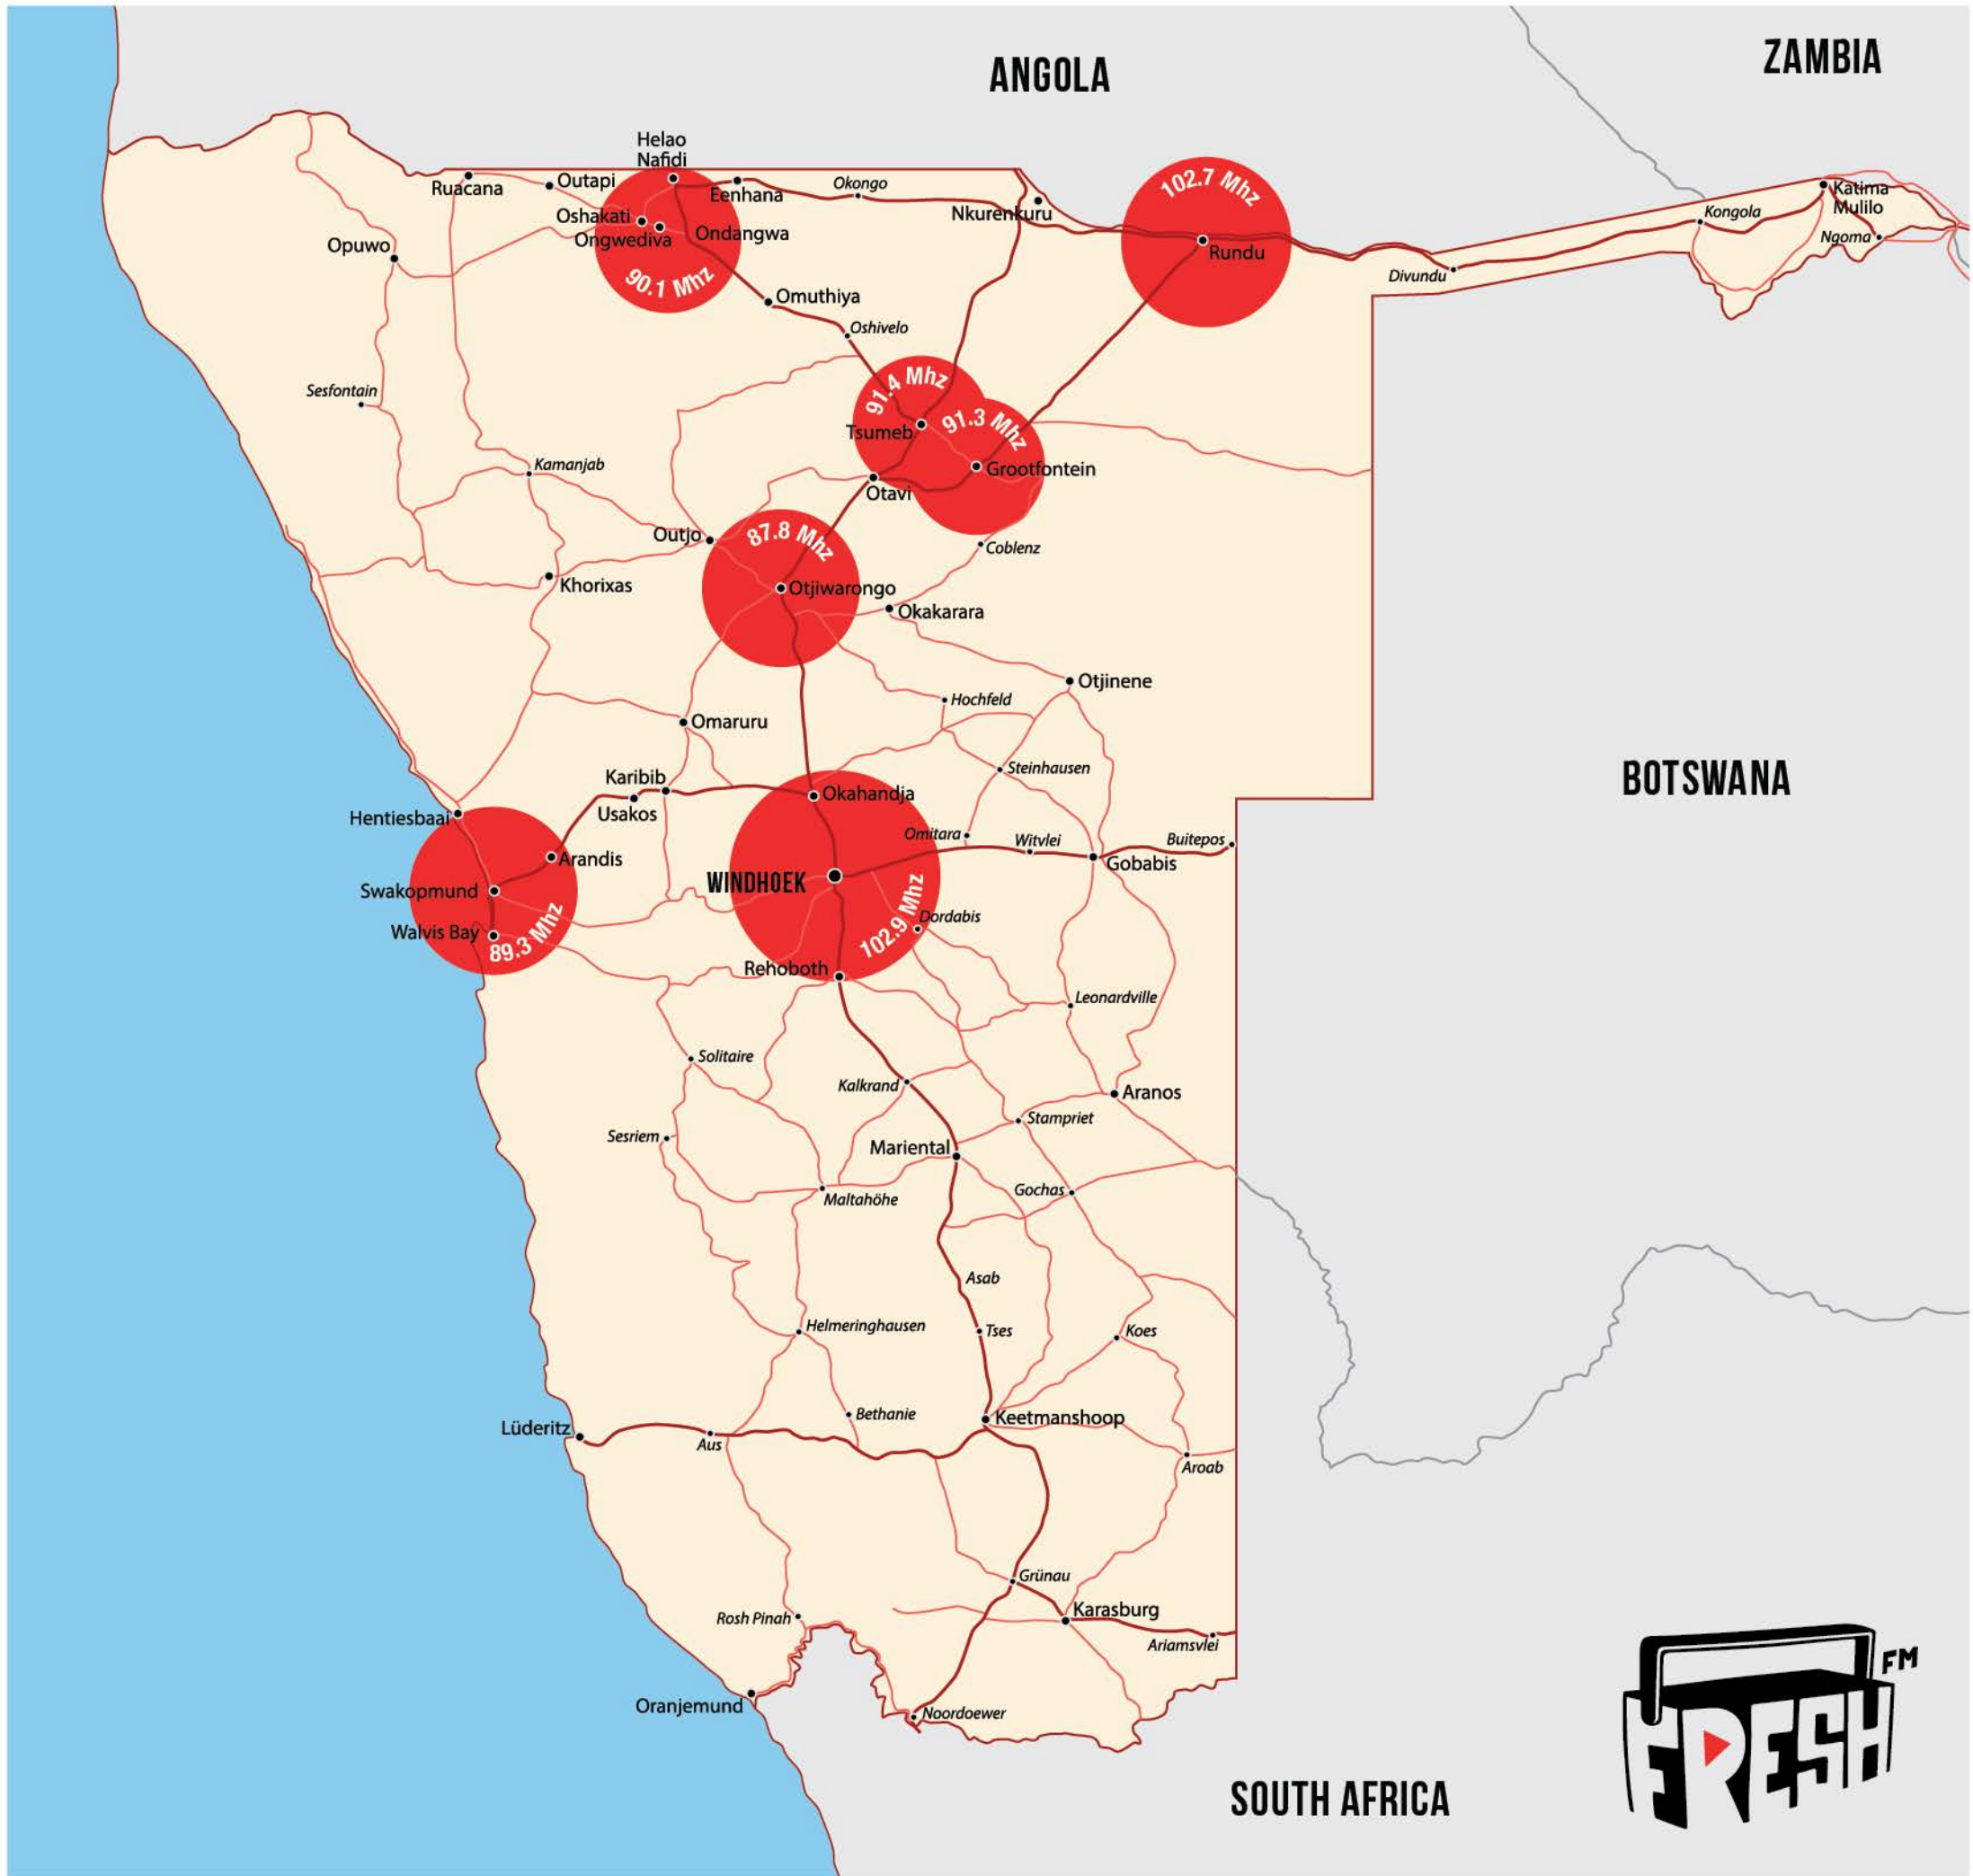 ANGOLA
ZAMBIA
Helao
Nafidi
Ruacana
Outapi
Eenhana
Okongo
Oshakati
Ongwediva
Ondangwa
90.1 Mhz
Nkurenkuru
102.7 Mhz
Rundu
Katima
Mulilo
Kongola
Ngoma
Divundu
Opuwo
Omuthiya
Oshivelo
Sesfontain
91.4 Mhz
Tsumeb
91.3 Mhz
Grootfontein
Kamanjab
Otavi
Outjo
87.8 Mhz
Coblenz
Khorixas
Otjiwarongo
Okakarara
Otjinene
Hochfeld
Omaruru
Steinhausen
BOTSWANA
Karibib
Usakos
Okahandja
Hentiesbaai
Omitara
Witvlei
Buitepos
Arandis
Gobabis
WINDHOEK
Swakopmund
102.9 Mhz
Dordabis
Walvis Bay
89.3 Mhz
Rehoboth
Leonardville
Solitaire
Kalkrand
Aranos
Stampriet
Sesriem
Mariental
Gochas
Maltahöhe
Asab
Helmeringhausen
Tses
Koes
Bethanie
Keetmanshoop
Lüderitz
Aus
Aroab
Grünau
Rosh Pinah
Karasburg
Ariamsvlei
Oranjemund
Noordoewer
SOUTH AFRICA
FM
FRESH